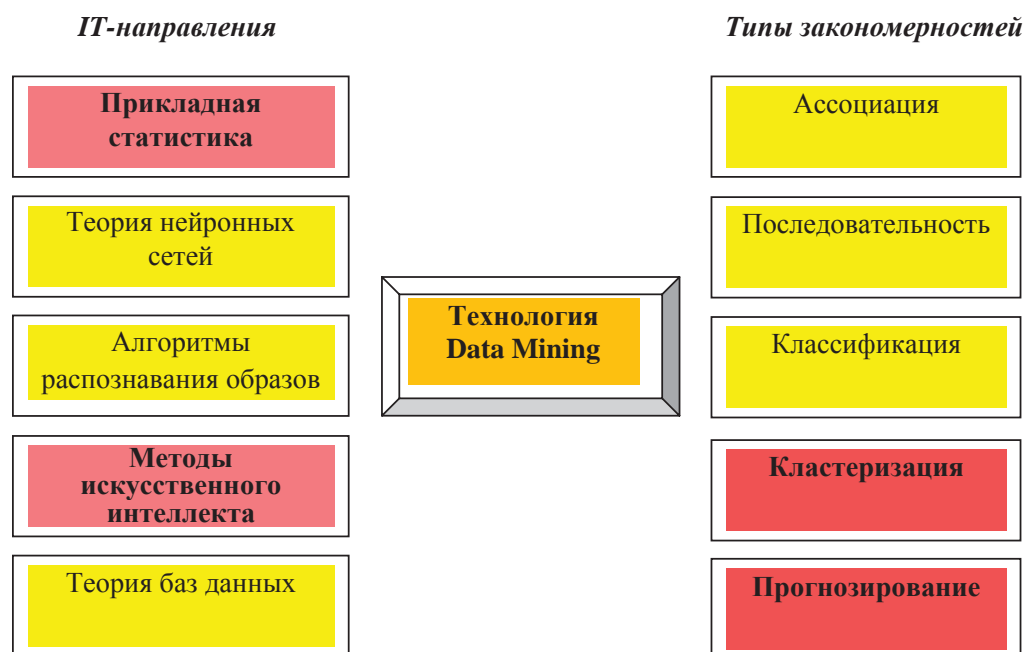 IT-направления
Прикладная
статистика
Теория нейронных
сетей
Алгоритмы
распознавания образов
Методы
искусственного
интеллекта
Теория баз данных
Технология
Data Mining
Типы закономерностей
Ассоциация
Последовательность
Классификация
Кластеризация
Прогнозирование